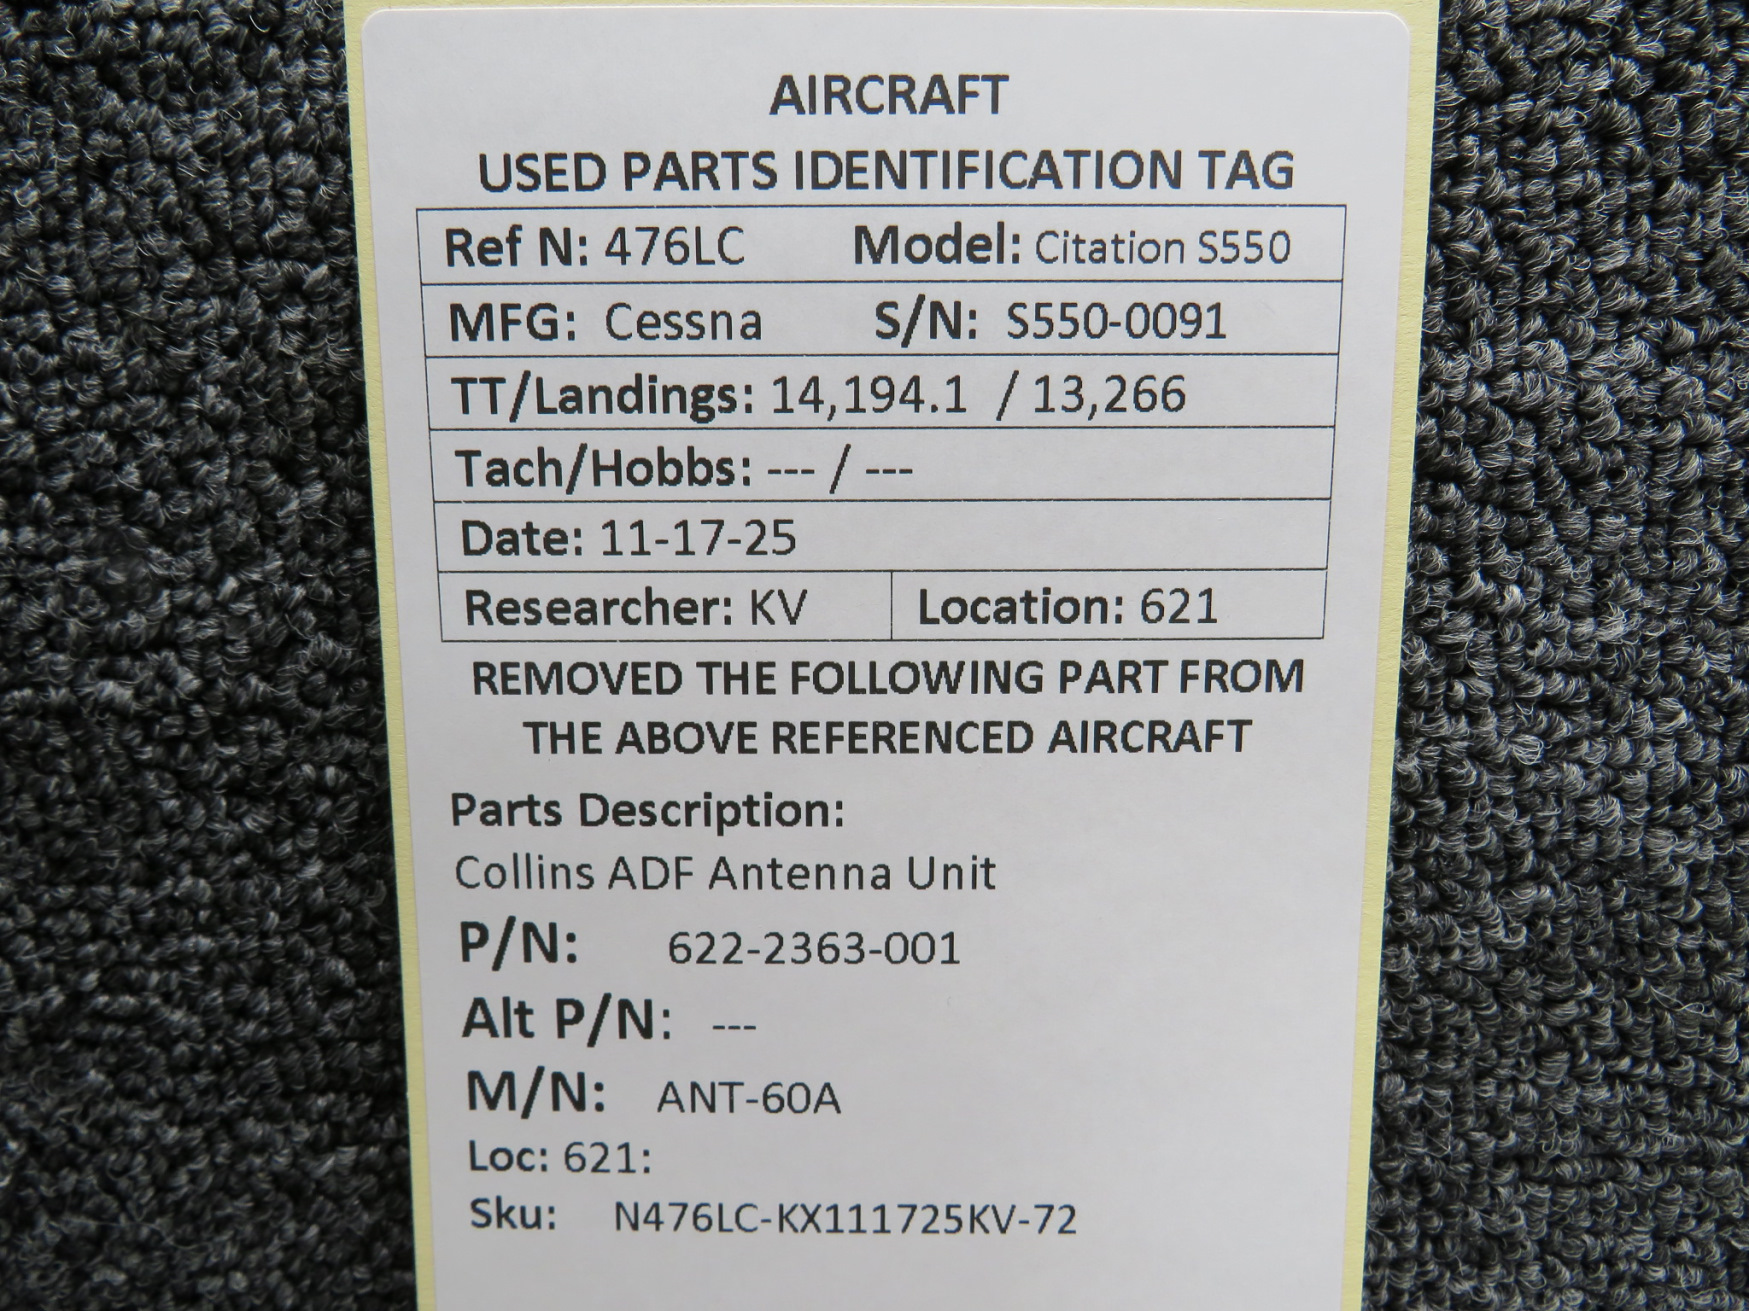 AIRCRAFT
USED PARTS IDENTIFICATION TAG
Ref N: 476LC Model: Citation S550
MFG: Cessna S/N: S550-0091
TT/Landings: 14,194.1 / 13,266
Tach/Hobbs: --- / ---
Date: 11-17-25
Researcher: KV Location: 621
REMOVED THE FOLLOWING PART FROM
THE ABOVE REFERENCED AIRCRAFT
Parts Description:
Collins ADF Antenna Unit
P/N: 622-2363-001
Alt P/N: ---
M/N: ANT-60A
Loc: 621:
Sku: N476LC-KX111725KV-72